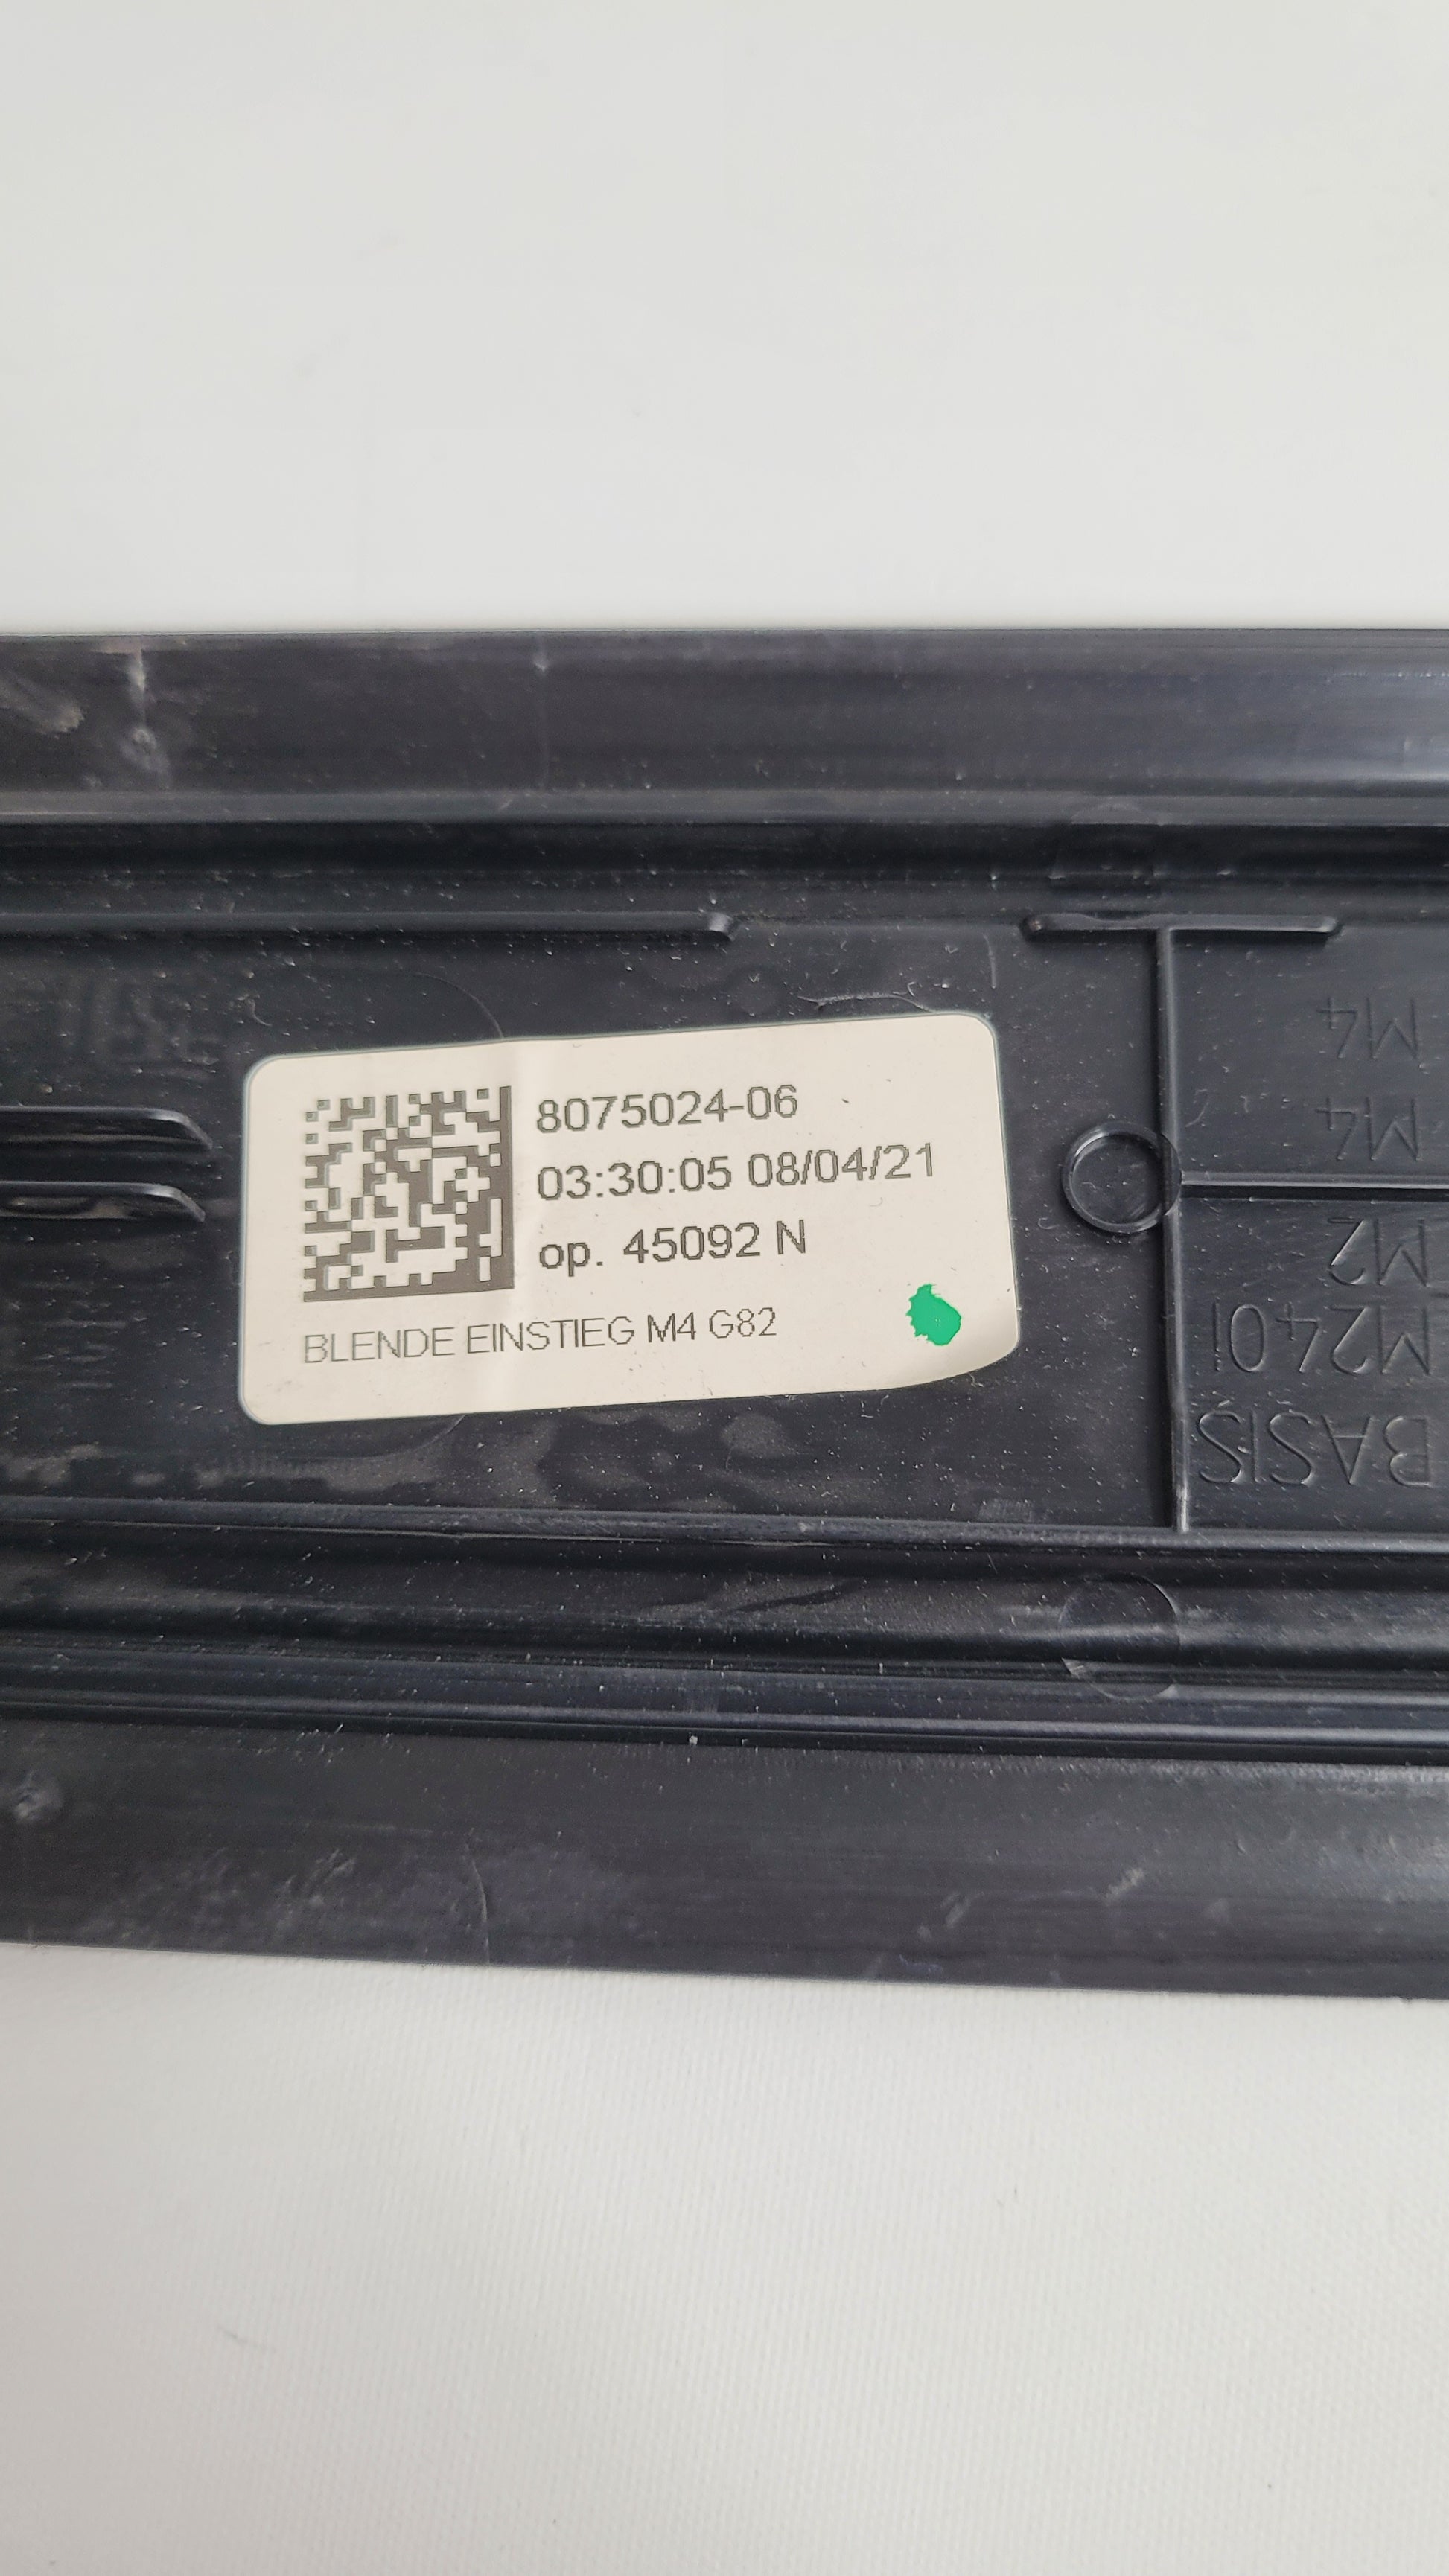 8075024-06
03:30:05 08/04/21
op. 45092 N
BLENDE EINSTIEG M4 G82
BASIS
M240i
M2
M4
M4